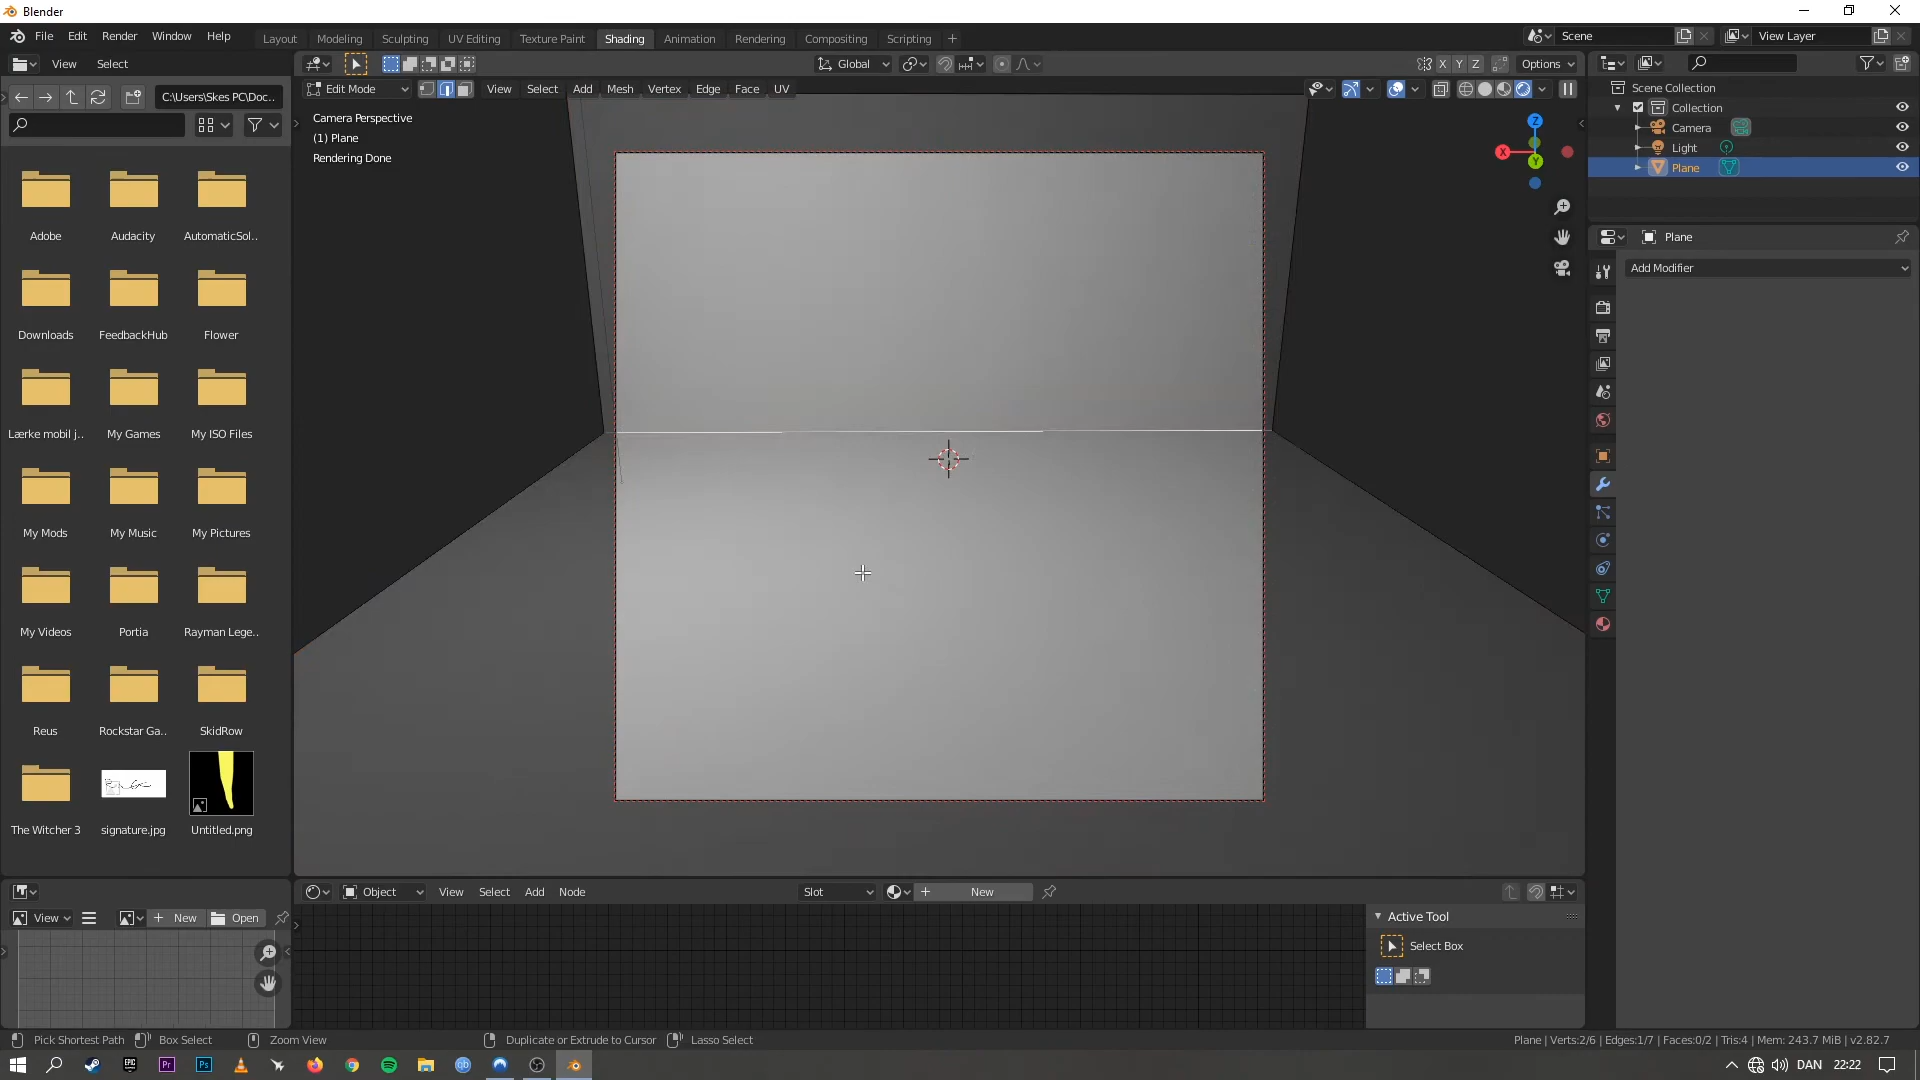 Blender
File Edit Render Window Help
Layout Modeling Sculpting UV Editing Texture Paint Shading Animation Rendering Compositing Scripting
Scene
View Layer
View Select
Global
X Y Z
Options
C:\Users\Skes PC\Doc..
Edit Mode
View Select Add Mesh Vertex Edge Face UV
Camera Perspective
(1) Plane
Rendering Done
Z
X
Y
Scene Collection
Collection
Camera
Light
Plane
Plane
Add Modifier
Adobe Audacity AutomaticSol..
Downloads FeedbackHub Flower
Lærke mobil j.. My Games My ISO Files
My Mods My Music My Pictures
My Videos Portia Rayman Lege..
Reus Rockstar Ga.. SkidRow
The Witcher 3 signature.jpg Untitled.png
Object View Select Add Node
Slot
New
View
New
Open
Active Tool
Select Box
Pick Shortest Path Box Select Zoom View Duplicate or Extrude to Cursor Lasso Select
Plane | Verts:2/6 | Edges:1/7 | Faces:0/2 | Tris:4 | Mem: 243.7 MiB | v2.82.7
EPIC
Pr
Ps
qb
DAN 22:22